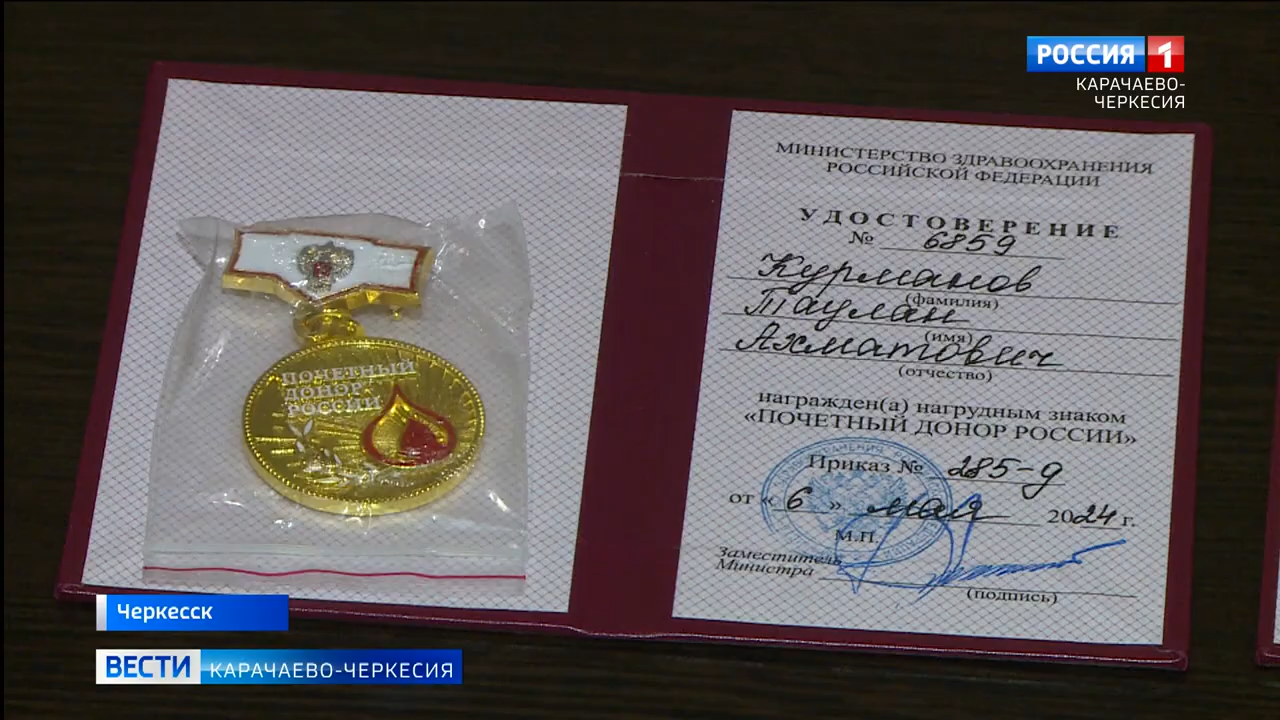 РОССИЯ 1
КАРАЧАЕВО-
ЧЕРКЕСИЯ
ПОЧЕТНЫЙ
ДОНОР
РОССИИ
МИНИСТЕРСТВО ЗДРАВООХРАНЕНИЯ
РОССИЙСКОЙ ФЕДЕРАЦИИ
УДОСТОВЕРЕНИЕ
№ 6859
Курманов
(фамилия)
Таулан
(имя)
Ахматович
(отчество)
награжден(а) нагрудным знаком
«ПОЧЕТНЫЙ ДОНОР РОССИИ»
Приказ № 285-д
от « 6 » мая 2024 г.
М.П.
Заместитель
Министра
(подпись)
Черкесск
ВЕСТИ КАРАЧАЕВО-ЧЕРКЕСИЯ